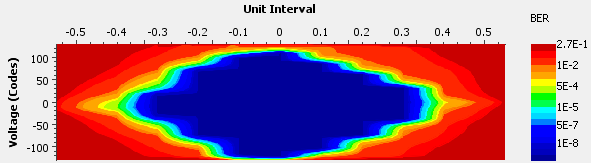 Unit Interval
BER
-0.5 -0.4 -0.3 -0.2 -0.1 0 0.1 0.2 0.3 0.4 0.5
Voltage (Codes)
100
50
0
-50
-100
2.7E-1
1E-2
5E-4
1E-5
5E-7
1E-8